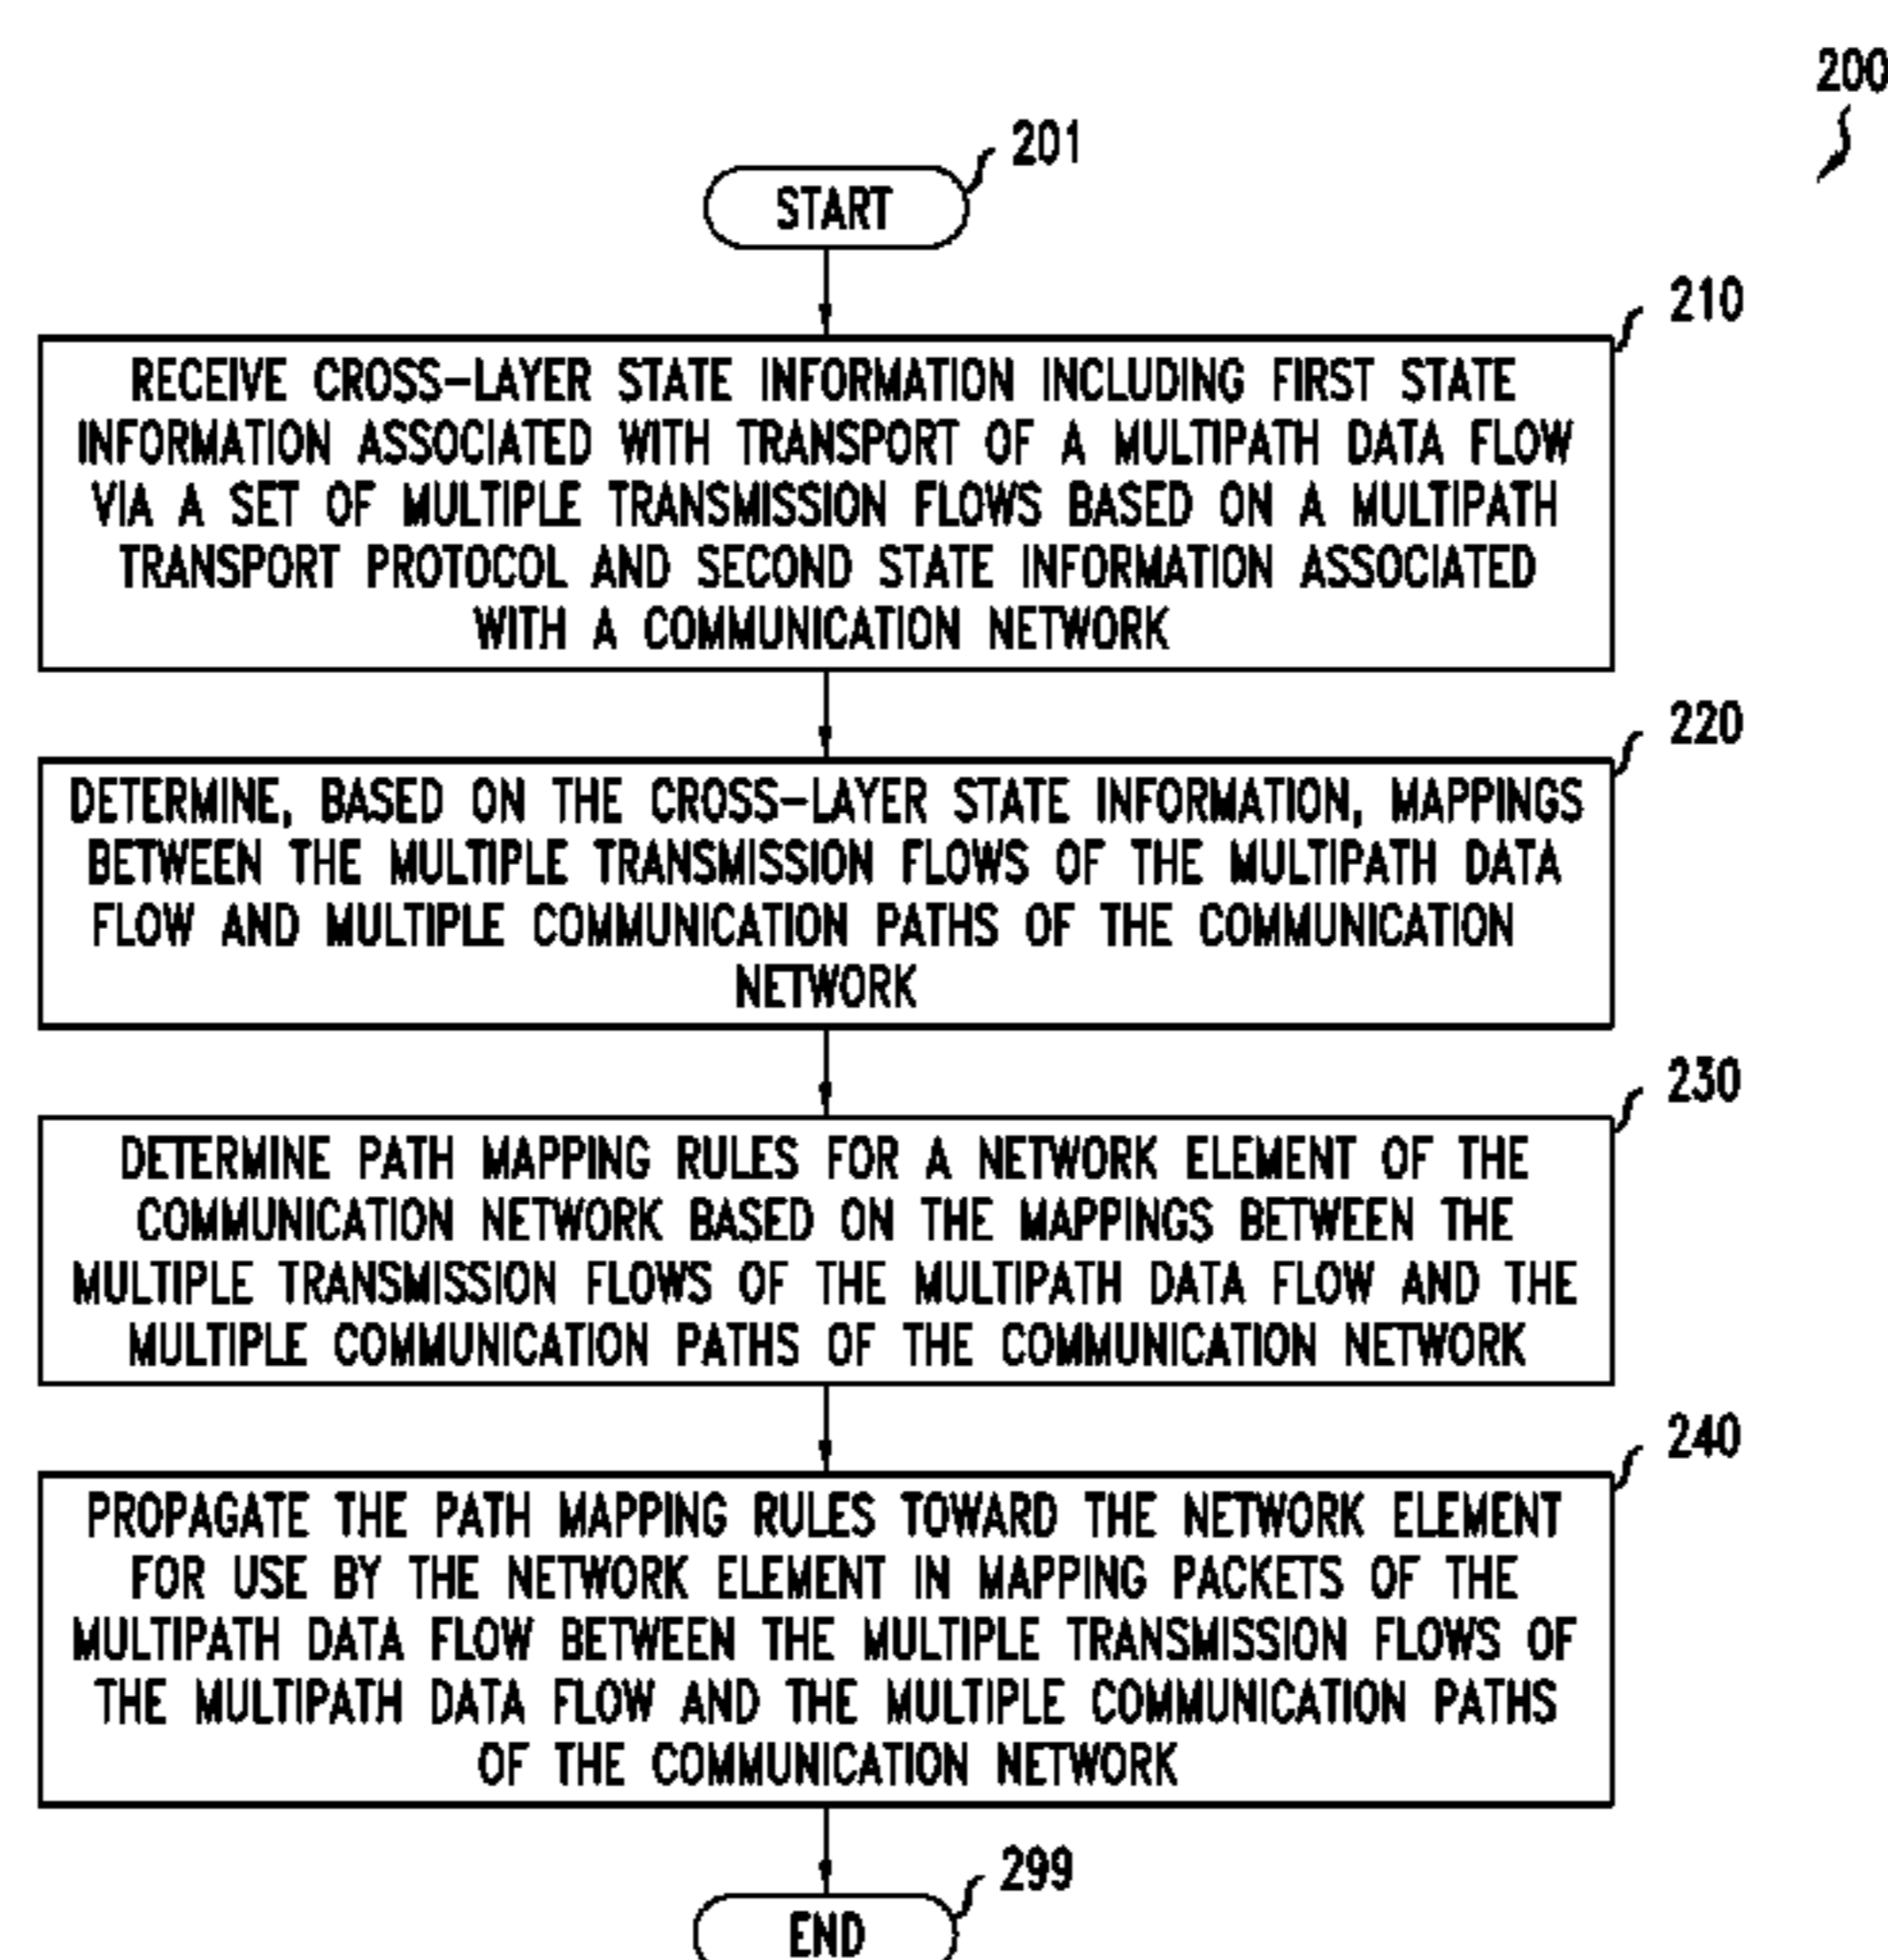 200
201
START
210
RECEIVE CROSS-LAYER STATE INFORMATION INCLUDING FIRST STATE
INFORMATION ASSOCIATED WITH TRANSPORT OF A MULTIPATH DATA FLOW
VIA A SET OF MULTIPLE TRANSMISSION FLOWS BASED ON A MULTIPATH
TRANSPORT PROTOCOL AND SECOND STATE INFORMATION ASSOCIATED
WITH A COMMUNICATION NETWORK
220
DETERMINE, BASED ON THE CROSS-LAYER STATE INFORMATION, MAPPINGS
BETWEEN THE MULTIPLE TRANSMISSION FLOWS OF THE MULTIPATH DATA
FLOW AND MULTIPLE COMMUNICATION PATHS OF THE COMMUNICATION
NETWORK
230
DETERMINE PATH MAPPING RULES FOR A NETWORK ELEMENT OF THE
COMMUNICATION NETWORK BASED ON THE MAPPINGS BETWEEN THE
MULTIPLE TRANSMISSION FLOWS OF THE MULTIPATH DATA FLOW AND THE
MULTIPLE COMMUNICATION PATHS OF THE COMMUNICATION NETWORK
240
PROPAGATE THE PATH MAPPING RULES TOWARD THE NETWORK ELEMENT
FOR USE BY THE NETWORK ELEMENT IN MAPPING PACKETS OF THE
MULTIPATH DATA FLOW BETWEEN THE MULTIPLE TRANSMISSION FLOWS OF
THE MULTIPATH DATA FLOW AND THE MULTIPLE COMMUNICATION PATHS
OF THE COMMUNICATION NETWORK
299
END